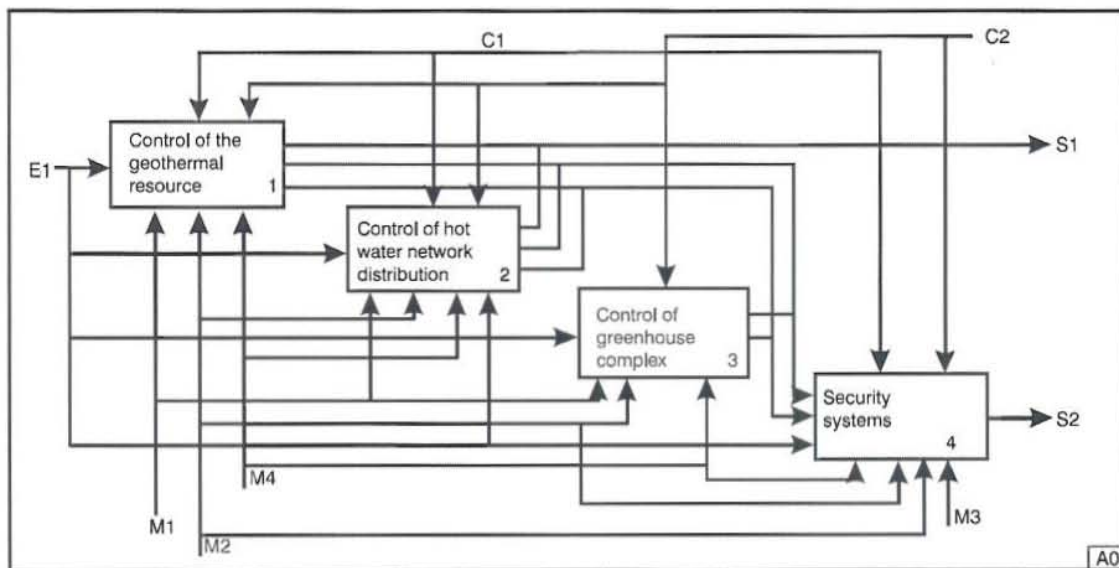 C1
C2
Control of the
geothermal
resource
1
E1
S1
Control of hot
water network
distribution
2
Control of
greenhouse
complex
3
Security
systems
4
S2
M4
M1
M3
M2
A0